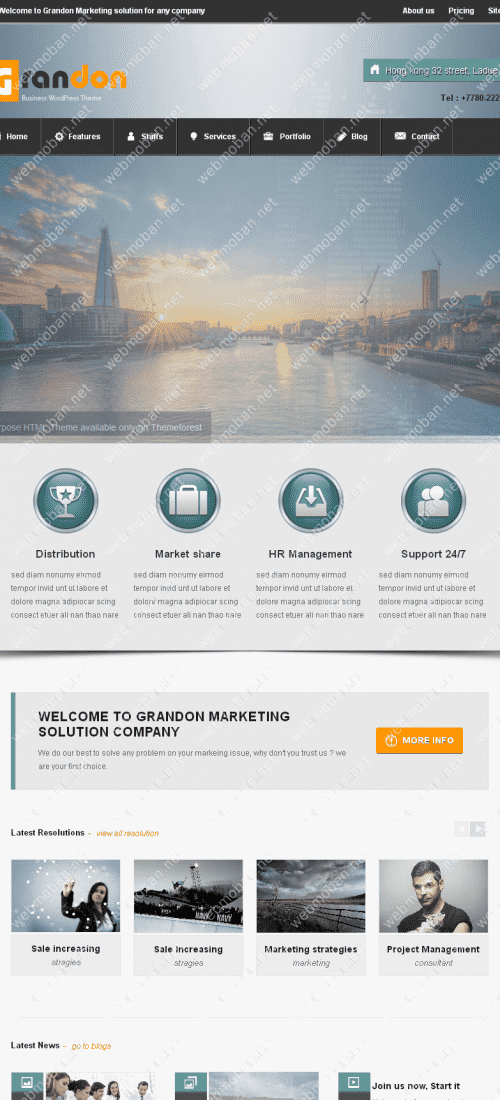 Welcome to Grandon Marketing solution for any company
About us Pricing Site
Grandon
Business WordPress Theme
Hong kong 32 street, Ladue
Tel : +7780-222
Home Features Staffs Services Portfolio Blog Contact
rpose HTML Theme available only on Themeforest
Distribution Market share HR Management Support 24/7
sed diam nonumy eirmod sed diam nonumy eirmod sed diam nonumy eirmod sed diam nonumy eirmod
tempor invid unt ut labore et tempor invid unt ut labore et tempor invid unt ut labore et tempor invid unt ut labore et
dolore magna adipiocar scing dolore magna adipiocar scing dolore magna adipiocar scing dolore magna adipiocar scing
consect etuer ali nan thao nare consect etuer ali nan thao nare consect etuer ali nan thao nare consect etuer ali nan thao nare
WELCOME TO GRANDON MARKETING
SOLUTION COMPANY
We do our best to solve any problem on your markeing issue, why don't you trust us ? we
are your first choice.
MORE INFO
Latest Resolutions - view all resolution
Sale increasing Sale increasing Marketing strategies Project Management
stragies stragies marketing consultant
Latest News - go to blogs
Join us now, Start it
webmoban.net